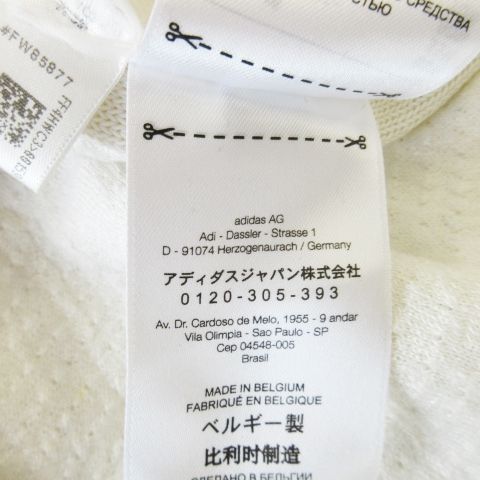 #FW85877
СРЕДСТВА
adidas AG
Adi - Dassler - Strasse 1
D - 91074 Herzogenaurach / Germany
アディダスジャパン株式会社
0120-305-393
Av. Dr. Cardoso de Melo, 1955 - 9 andar
Vila Olimpia - Sao Paulo - SP
Cep 04548-005
Brasil
MADE IN BELGIUM
FABRIQUÉ EN BELGIQUE
ベルギー製
比利时制造
СДЕЛАНО В БЕЛЬГИИ